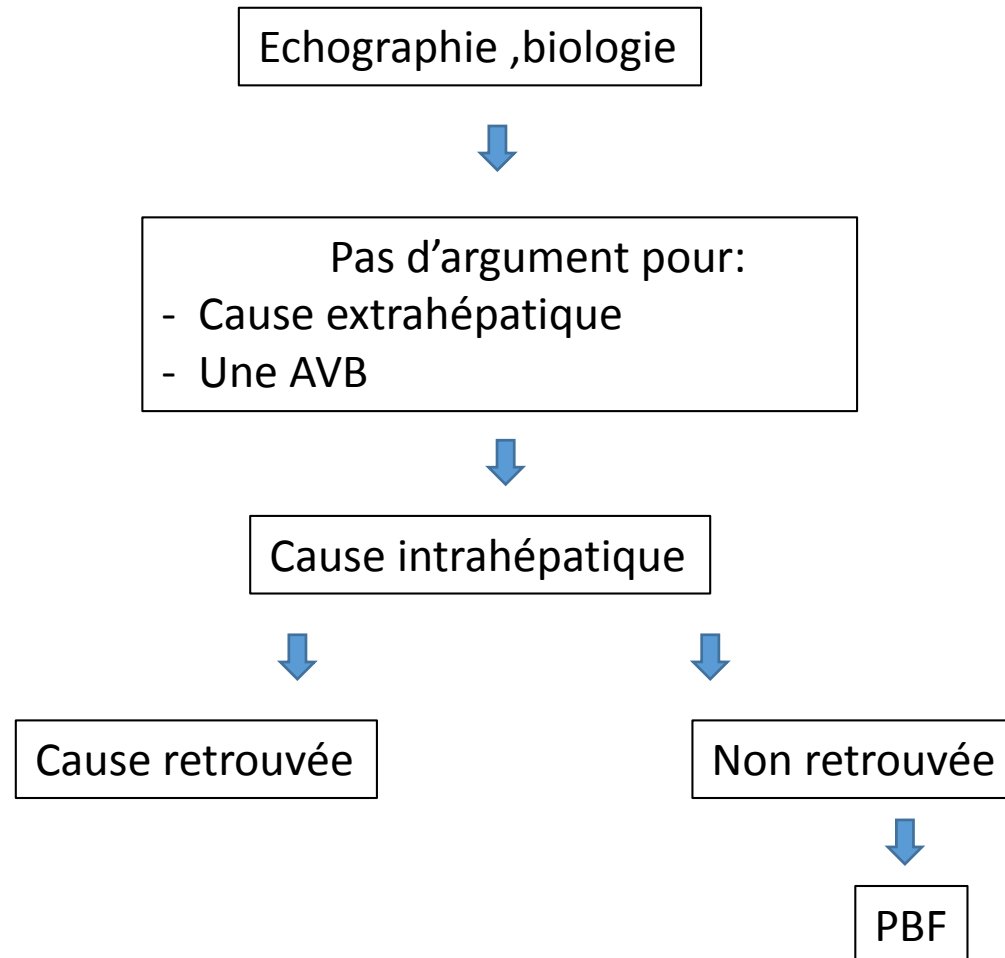 Echographie ,biologie
Pas d’argument pour:
- Cause extrahépatique
- Une AVB
Cause intrahépatique
Cause retrouvée
Non retrouvée
PBF